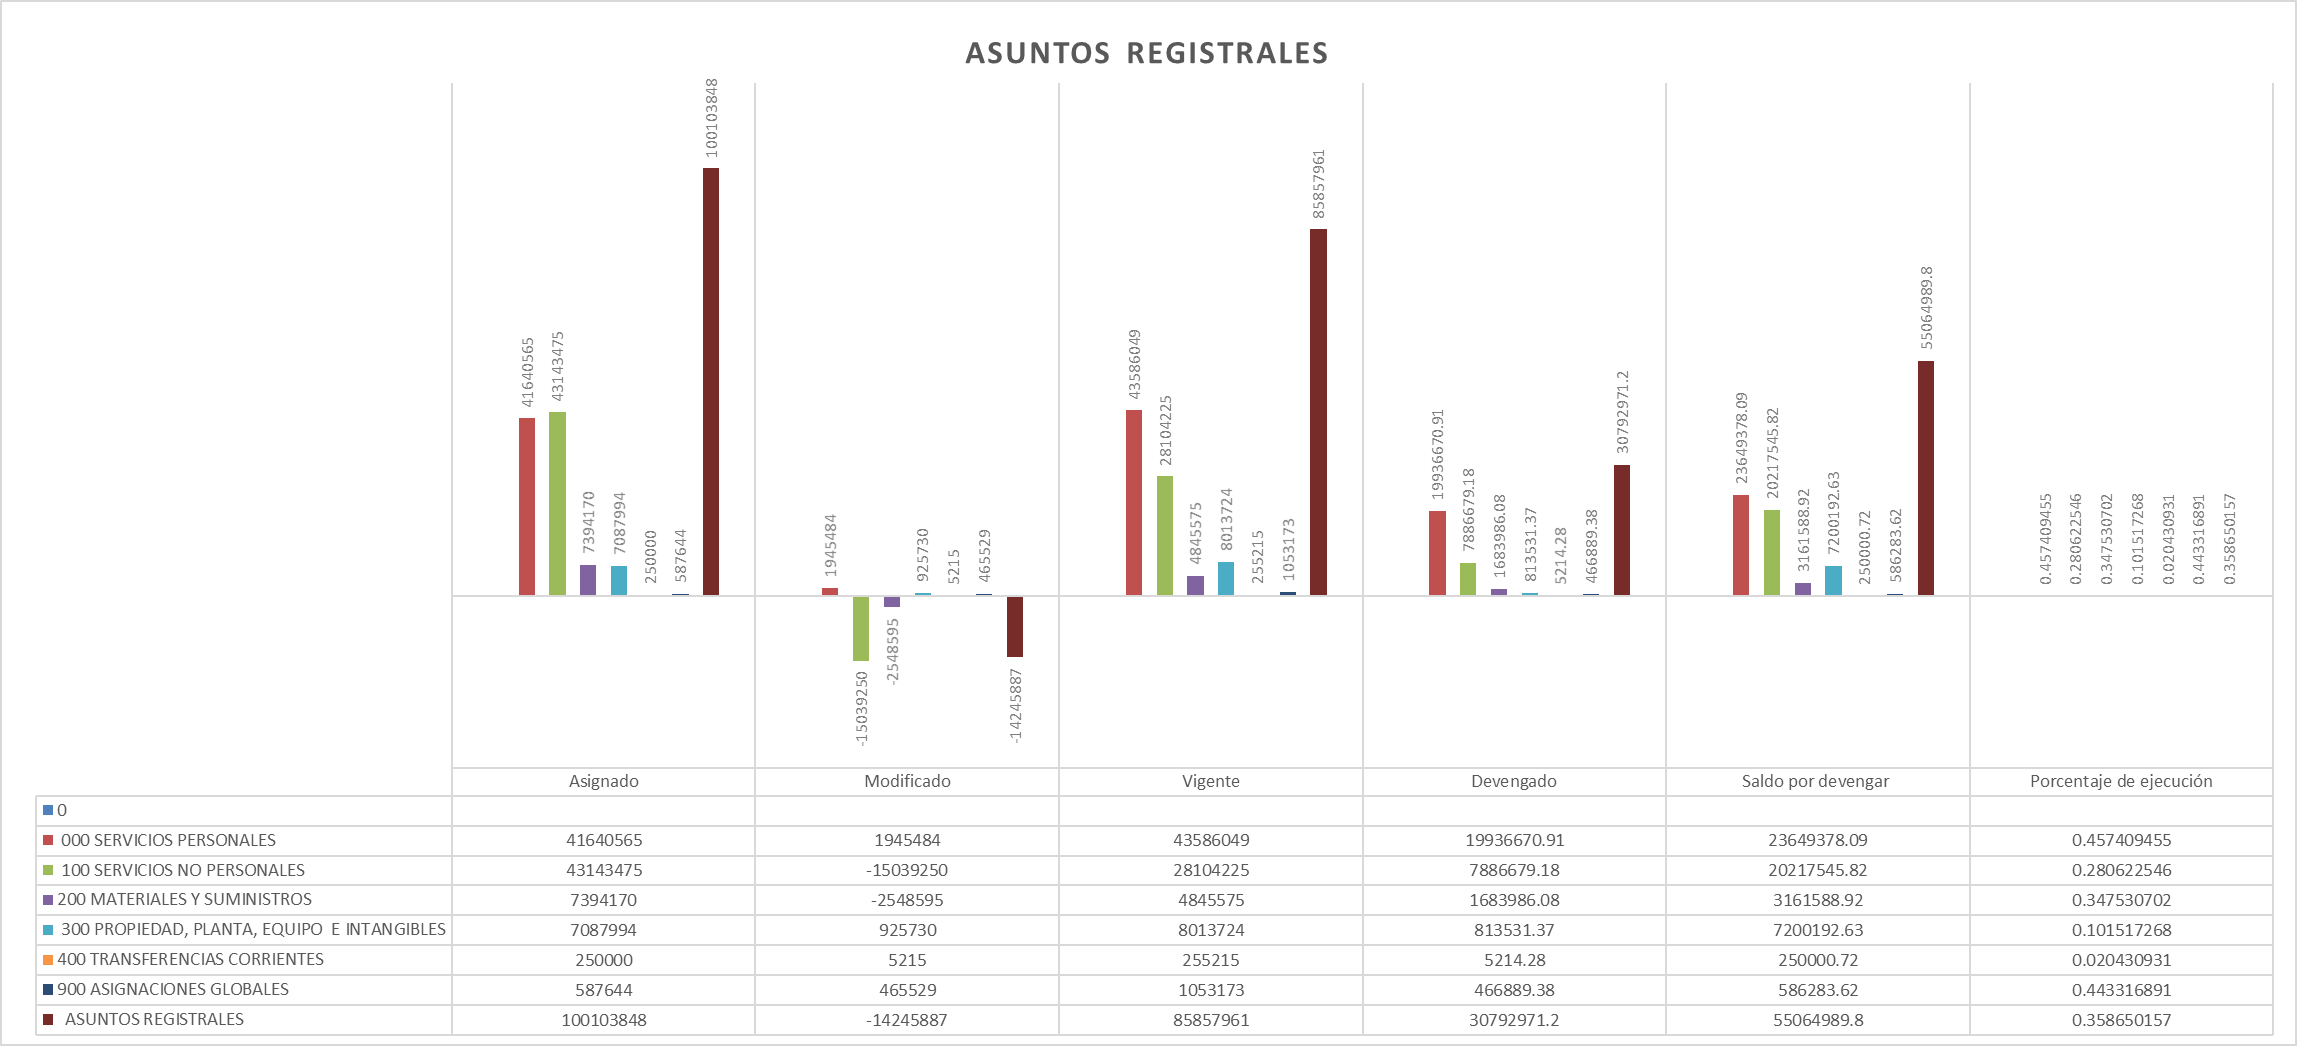 ASUNTOS REGISTRALES
41640565 43143475 7394170 7087994 250000 587644 100103848
1945484 -15039250 -2548595 925730 5215 465529 -14245887
43586049 28104225 4845575 8013724 255215 1053173 85857961
19936670.91 7886679.18 1683986.08 813531.37 5214.28 466889.38 30792971.2
23649378.09 20217545.82 3161588.92 7200192.63 250000.72 586283.62 55064989.8
0.457409455 0.280622546 0.347530702 0.101517268 0.020430931 0.443316891 0.358650157
Asignado Modificado Vigente Devengado Saldo por devengar Porcentaje de ejecución
0
000 SERVICIOS PERSONALES 41640565 1945484 43586049 19936670.91 23649378.09 0.457409455
100 SERVICIOS NO PERSONALES 43143475 -15039250 28104225 7886679.18 20217545.82 0.280622546
200 MATERIALES Y SUMINISTROS 7394170 -2548595 4845575 1683986.08 3161588.92 0.347530702
300 PROPIEDAD, PLANTA, EQUIPO E INTANGIBLES 7087994 925730 8013724 813531.37 7200192.63 0.101517268
400 TRANSFERENCIAS CORRIENTES 250000 5215 255215 5214.28 250000.72 0.020430931
900 ASIGNACIONES GLOBALES 587644 465529 1053173 466889.38 586283.62 0.443316891
ASUNTOS REGISTRALES 100103848 -14245887 85857961 30792971.2 55064989.8 0.358650157